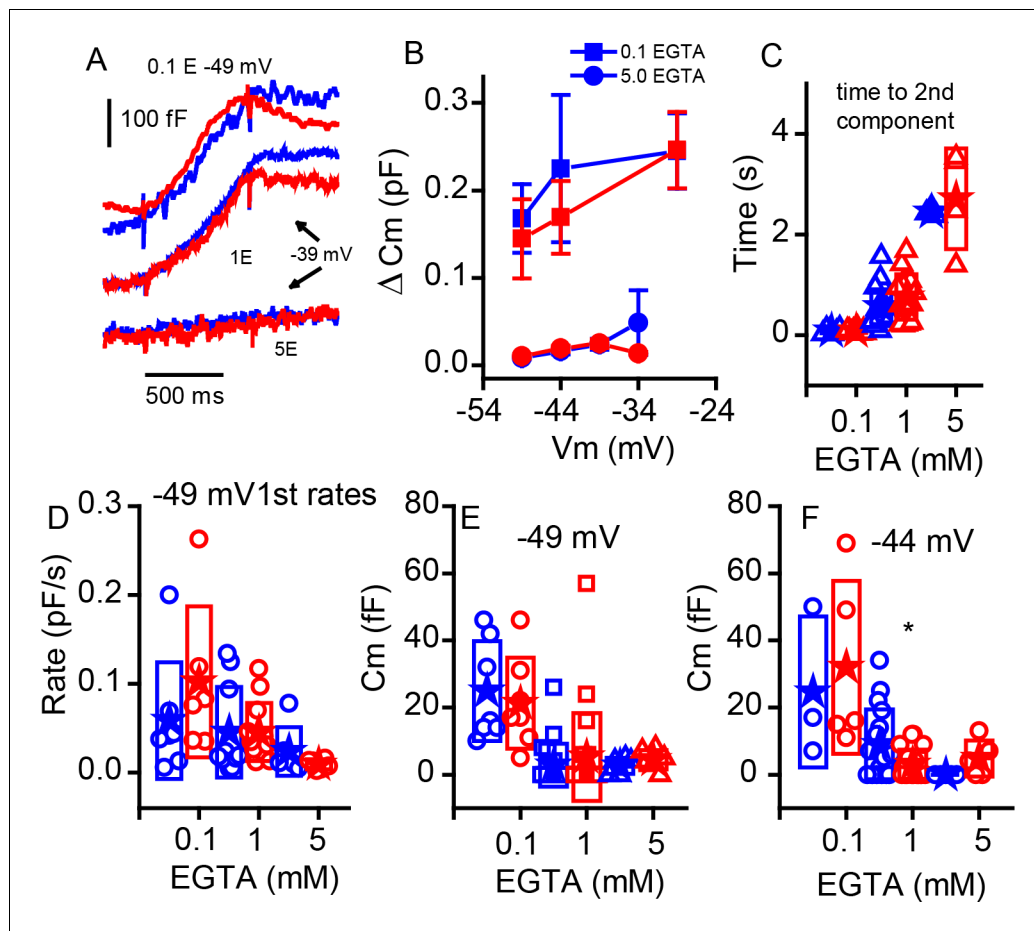 A
0.1 E -49 mV
100 fF
1E
-39 mV
5E
500 ms
B
0.1 EGTA
5.0 EGTA
Δ Cm (pF)
0.3
0.2
0.1
0.0
-54 -44 -34 -24
Vm (mV)
C
time to 2nd
component
Time (s)
4
2
0
0.1 1 5
EGTA (mM)
D
-49 mV1st rates
Rate (pF/s)
0.3
0.2
0.1
0.0
0.1 1 5
EGTA (mM)
E
-49 mV
Cm (fF)
80
60
40
20
0
0.1 1 5
EGTA (mM)
F
-44 mV
*
Cm (fF)
80
60
40
20
0
0.1 1 5
EGTA (mM)